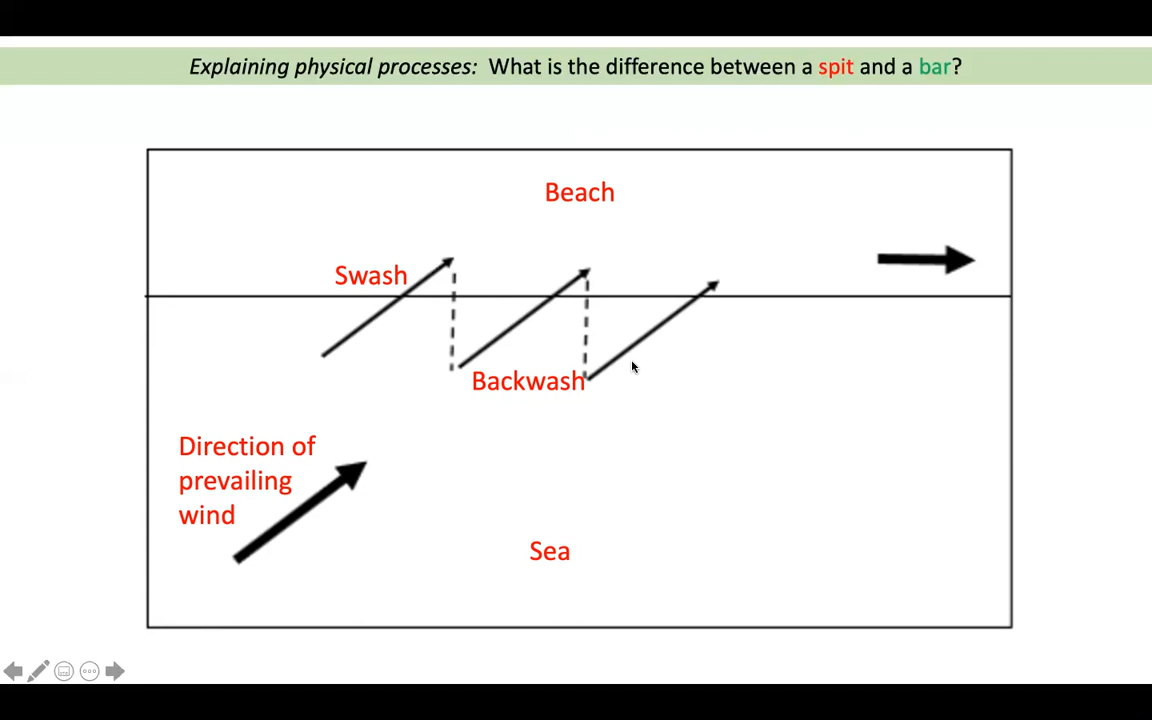 Explaining physical processes: What is the difference between a spit and a bar?
Beach
Swash
Backwash
Direction of
prevailing
wind
Sea